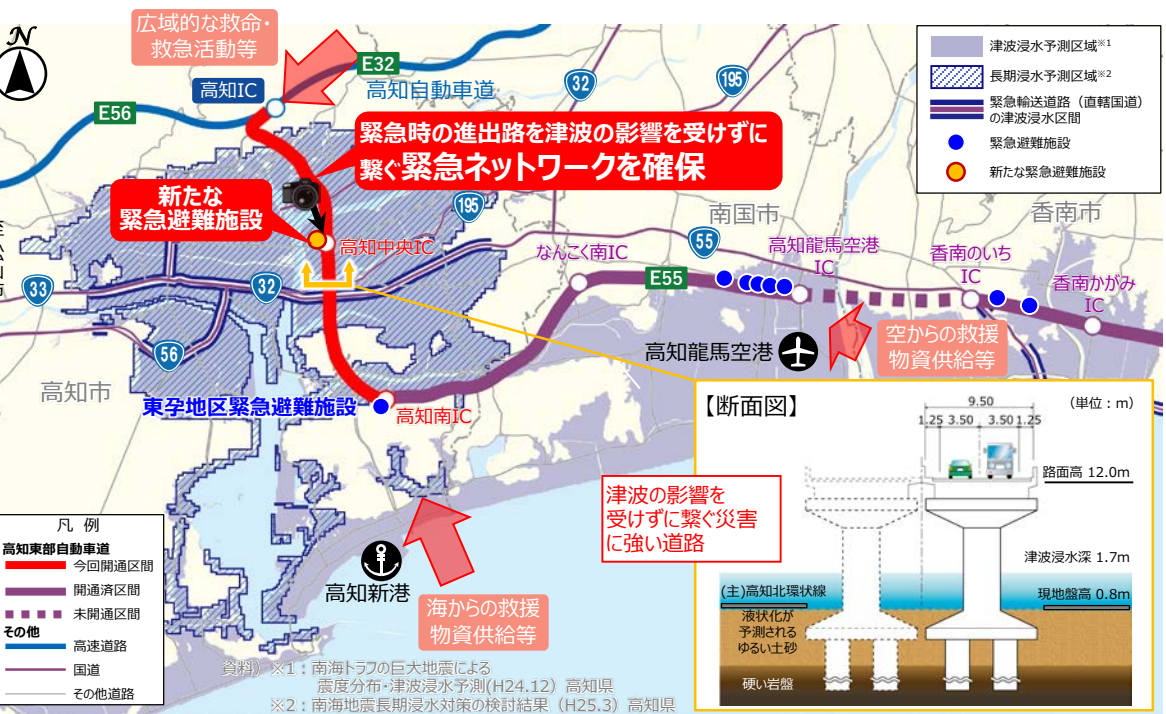 N
広域的な救命・
救急活動等
高知IC
E32
高知自動車道
E56
32
195
緊急時の進出路を津波の影響を受けずに
繋ぐ緊急ネットワークを確保
新たな
緊急避難施設
195
高知中央IC
南国市
香南市
55
なんこく南IC
高知龍馬空港
IC
香南のいち
IC
香南かがみ
IC
E55
33
32
56
高知市
高知龍馬空港
空からの救援
物資供給等
東孕地区緊急避難施設
高知南IC
高知新港
海からの救援
物資供給等
津波浸水予測区域※1
長期浸水予測区域※2
緊急輸送道路（直轄国道）
の津波浸水区間
緊急避難施設
新たな緊急避難施設
【断面図】
（単位：m）
9.50
1.25 3.50 3.50 1.25
路面高 12.0m
津波浸水深 1.7m
(主)高知北環状線
現地盤高 0.8m
液状化が
予測される
ゆるい土砂
硬い岩盤
津波の影響を
受けずに繋ぐ災害
に強い道路
凡 例
高知東部自動車道
今回開通区間
開通済区間
未開通区間
その他
高速道路
国道
その他道路
資料）※1：南海トラフの巨大地震による
震度分布・津波浸水予測(H24.12) 高知県
※2：南海地震長期浸水対策の検討結果（H25.3）高知県